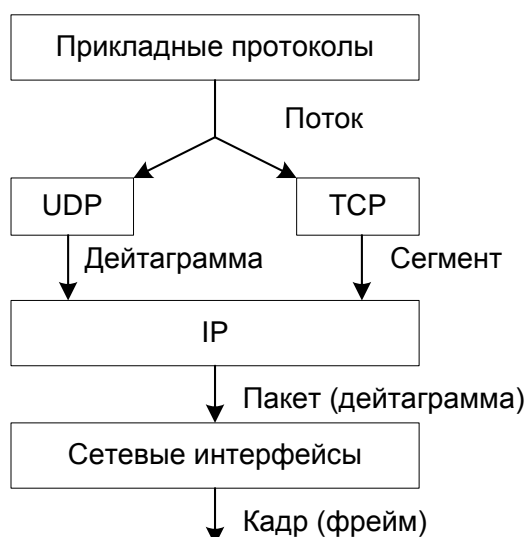 Прикладные протоколы
Поток
UDP
TCP
Дейтаграмма
Сегмент
IP
Пакет (дейтаграмма)
Сетевые интерфейсы
Кадр (фрейм)